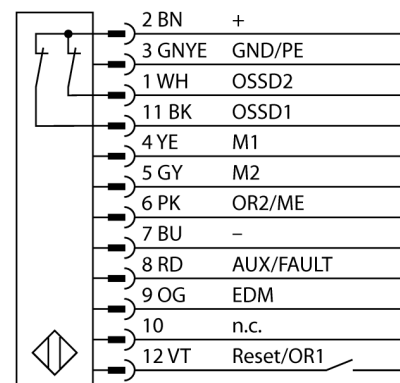 2 BN +
3 GNYE GND/PE
1 WH OSSD2
11 BK OSSD1
4 YE M1
5 GY M2
6 PK OR2/ME
7 BU –
8 RD AUX/FAULT
9 OG EDM
10 n.c.
12 VT Reset/OR1